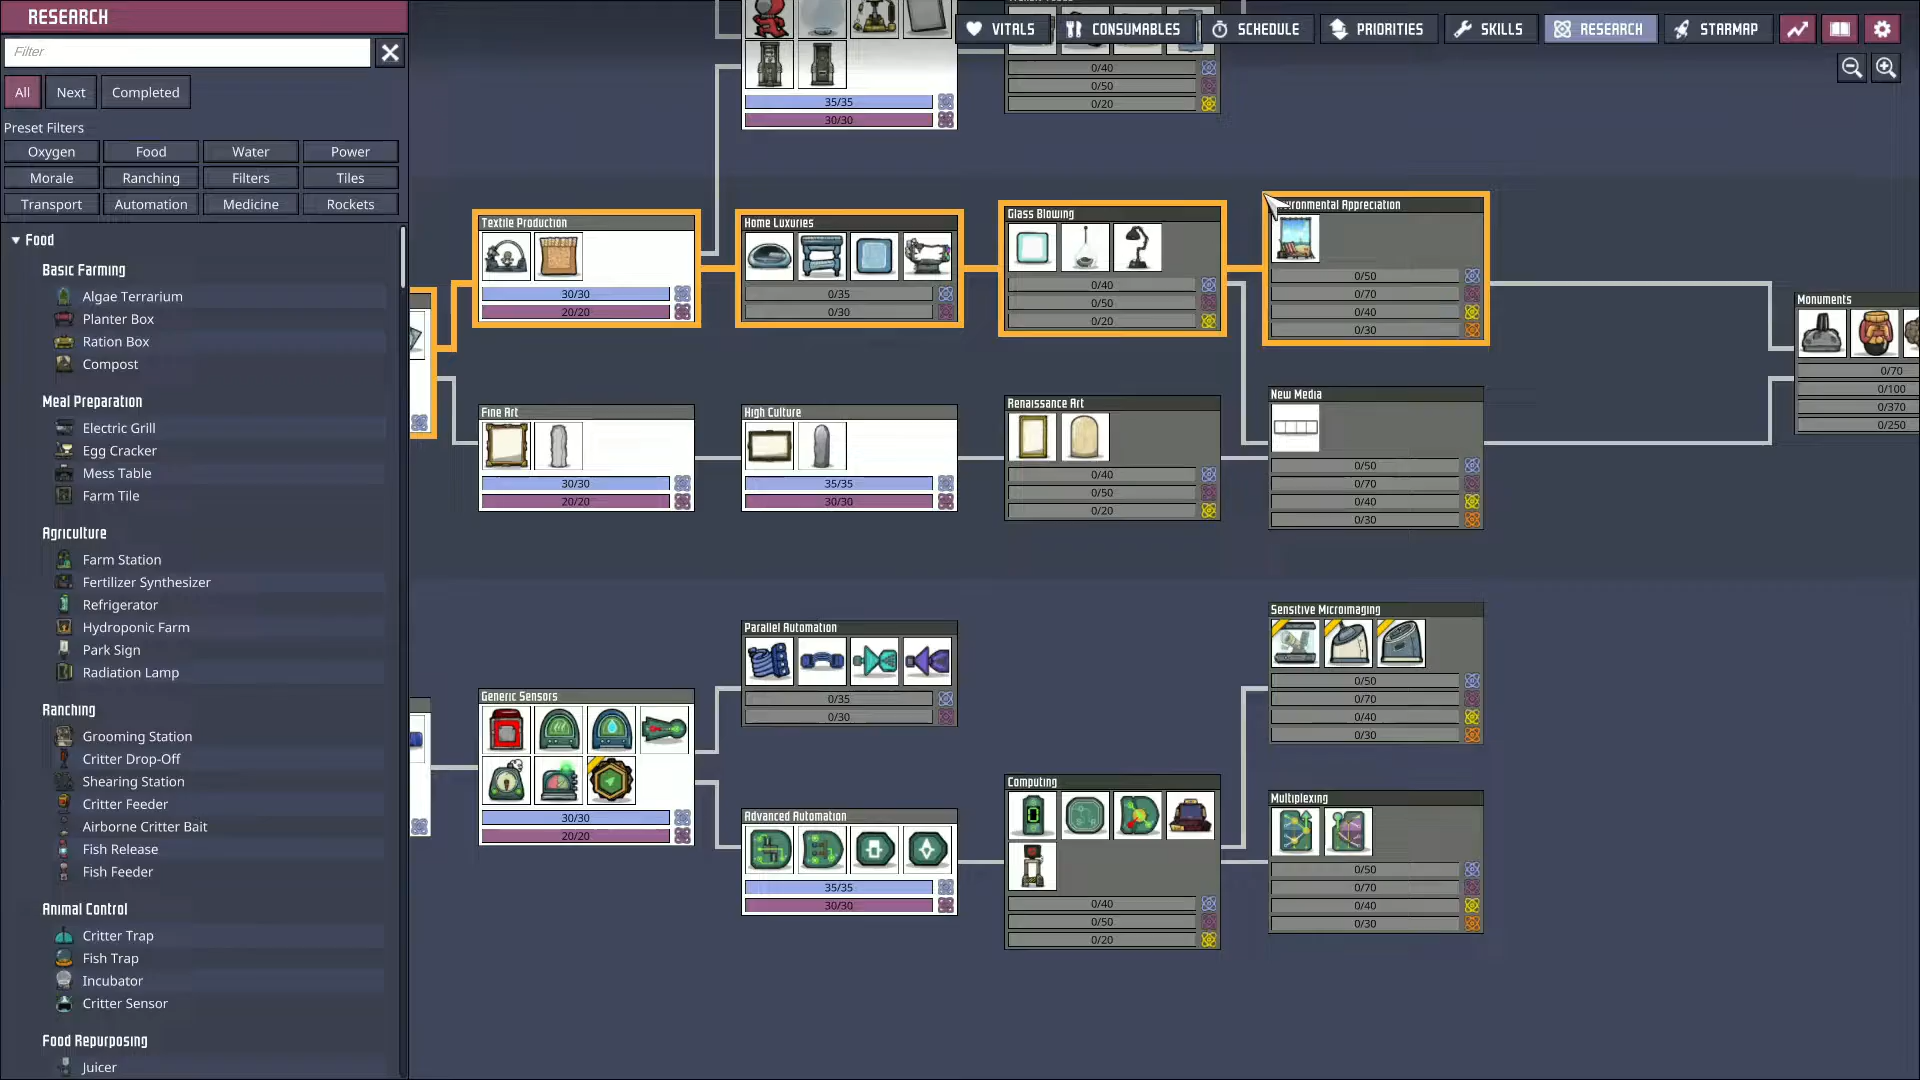 RESEARCH
VITALS
CONSUMABLES
SCHEDULE
PRIORITIES
SKILLS
RESEARCH
STARMAP
Filter
All
Next
Completed
Preset Filters
Oxygen
Food
Water
Power
Morale
Ranching
Filters
Tiles
Transport
Automation
Medicine
Rockets
Food
Basic Farming
Algae Terrarium
Planter Box
Ration Box
Compost
Meal Preparation
Electric Grill
Egg Cracker
Mess Table
Farm Tile
Agriculture
Farm Station
Fertilizer Synthesizer
Refrigerator
Hydroponic Farm
Park Sign
Radiation Lamp
Ranching
Grooming Station
Critter Drop-Off
Shearing Station
Critter Feeder
Airborne Critter Bait
Fish Release
Fish Feeder
Animal Control
Critter Trap
Fish Trap
Incubator
Critter Sensor
Food Repurposing
Juicer
35/35
30/30
0/40
0/50
0/20
Textile Production
30/30
20/20
Home Luxuries
0/35
0/30
Glass Blowing
0/40
0/50
0/20
ronmental Appreciation
0/50
0/70
0/40
0/30
Monuments
0/70
0/100
0/370
0/250
Fine Art
30/30
20/20
High Culture
35/35
30/30
Renaissance Art
0/40
0/50
0/20
New Media
0/50
0/70
0/40
0/30
Generic Sensors
30/30
20/20
Parallel Automation
0/35
0/30
Advanced Automation
35/35
30/30
Computing
0/40
0/50
0/20
Sensitive Microimaging
0/50
0/70
0/40
0/30
Multiplexing
0/50
0/70
0/40
0/30